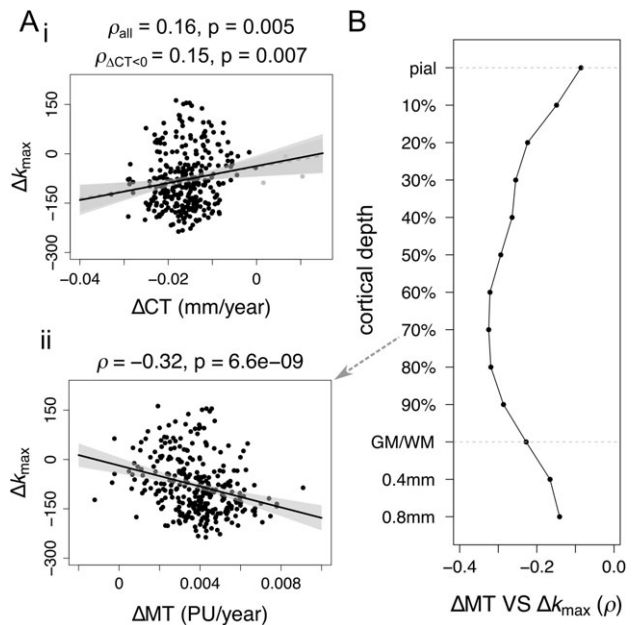 A i
ρall = 0.16, p = 0.005
ρΔCT<0 = 0.15, p = 0.007
150
0
−150
−300
Δkmax
−0.04
−0.02
0
ΔCT (mm/year)
ii
ρ = −0.32, p = 6.6e−09
150
0
−150
−300
Δkmax
0
0.004
0.008
ΔMT (PU/year)
B
cortical depth
pial
10%
20%
30%
40%
50%
60%
70%
80%
90%
GM/WM
0.4mm
0.8mm
−0.4
−0.2
0.0
ΔMT VS Δkmax (ρ)